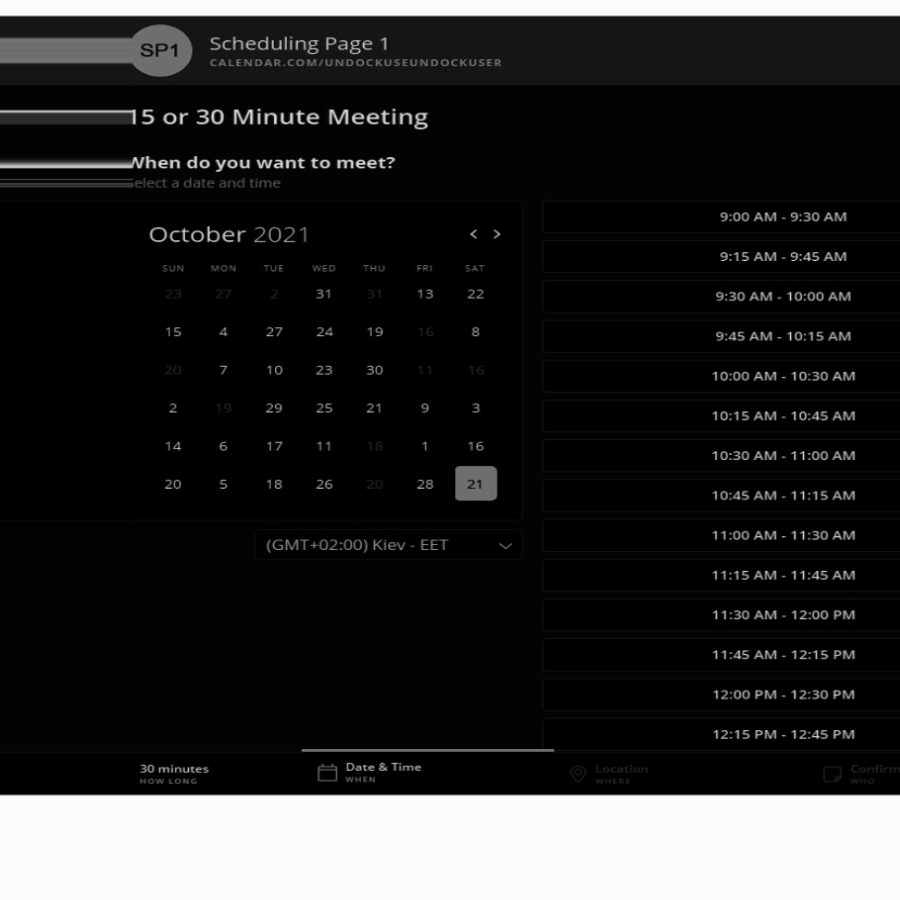 SP1
Scheduling Page 1
CALENDAR.COM/UNDOCKUSEUNDOCKUSER
15 or 30 Minute Meeting
When do you want to meet?
elect a date and time
October 2021
SUN MON TUE WED THU FRI SAT
23 27 2 31 31 13 22
15 4 27 24 19 16 8
20 7 10 23 30 11 16
2 19 29 25 21 9 3
14 6 17 11 18 1 16
20 5 18 26 20 28 21
(GMT+02:00) Kiev - EET
9:00 AM - 9:30 AM
9:15 AM - 9:45 AM
9:30 AM - 10:00 AM
9:45 AM - 10:15 AM
10:00 AM - 10:30 AM
10:15 AM - 10:45 AM
10:30 AM - 11:00 AM
10:45 AM - 11:15 AM
11:00 AM - 11:30 AM
11:15 AM - 11:45 AM
11:30 AM - 12:00 PM
11:45 AM - 12:15 PM
12:00 PM - 12:30 PM
12:15 PM - 12:45 PM
30 minutes
HOW LONG
Date & Time
WHEN
Location
WHERE
Confirm
WHO